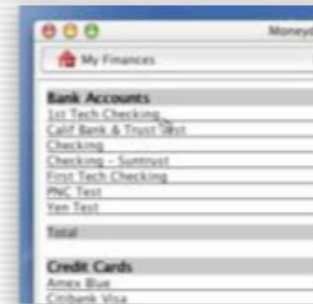 Moneyd
My Finances
Bank Accounts
1st Tech Checking
Calif Bank & Trust Test
Checking
Checking - Suntrust
First Tech Checking
PNC Test
Yen Test
Total
Credit Cards
Amex Blue
Citibank Visa